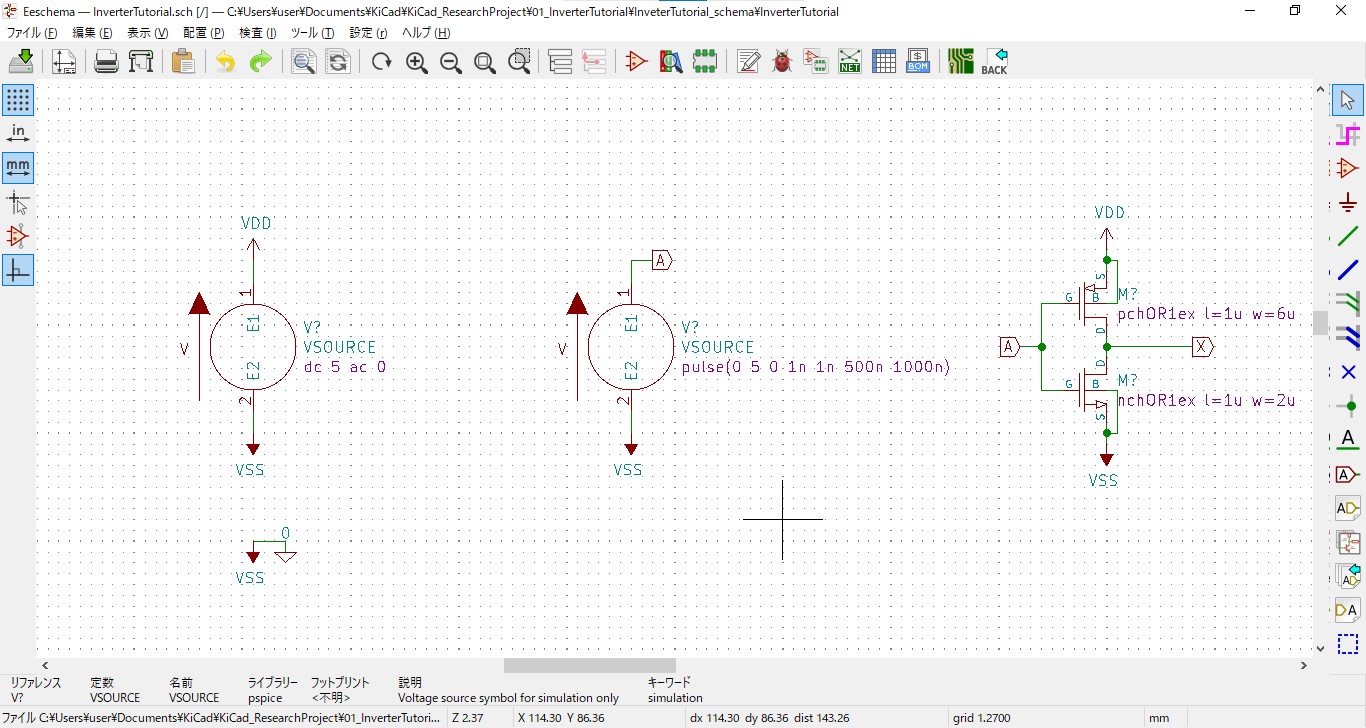 Eeschema — InverterTutorial.sch [/] — C:¥Users¥user¥Documents¥KiCad¥KiCad_ResearchProject¥01_InverterTutorial¥InveterTutorial_schema¥InverterTutorial
ファイル (F) 編集 (E) 表示 (V) 配置 (P) 検査 (I) ツール (T) 設定 (r) ヘルプ (H)
NET
$
BOM
BACK
in
mm
VDD
1
E1
E2
2
V
V?
VSOURCE
dc 5 ac 0
VSS
0
VSS
A
1
E1
E2
2
V
V?
VSOURCE
pulse(0 5 0 1n 1n 500n 1000n)
VSS
VDD
S
G
B
M?
pchOR1ex l=1u w=6u
D
A
X
D
G
B
M?
nchOR1ex l=1u w=2u
S
VSS
A
A
AD
AD
DA
リファレンス 定数 名前 ライブラリー フットプリント 説明 キーワード
V? VSOURCE VSOURCE pspice <不明> Voltage source symbol for simulation only simulation
ファイル C:¥Users¥user¥Documents¥KiCad¥KiCad_ResearchProject¥01_InverterTutori... Z 2.37 X 114.30 Y 86.36 dx 114.30 dy 86.36 dist 143.26 grid 1.2700 mm